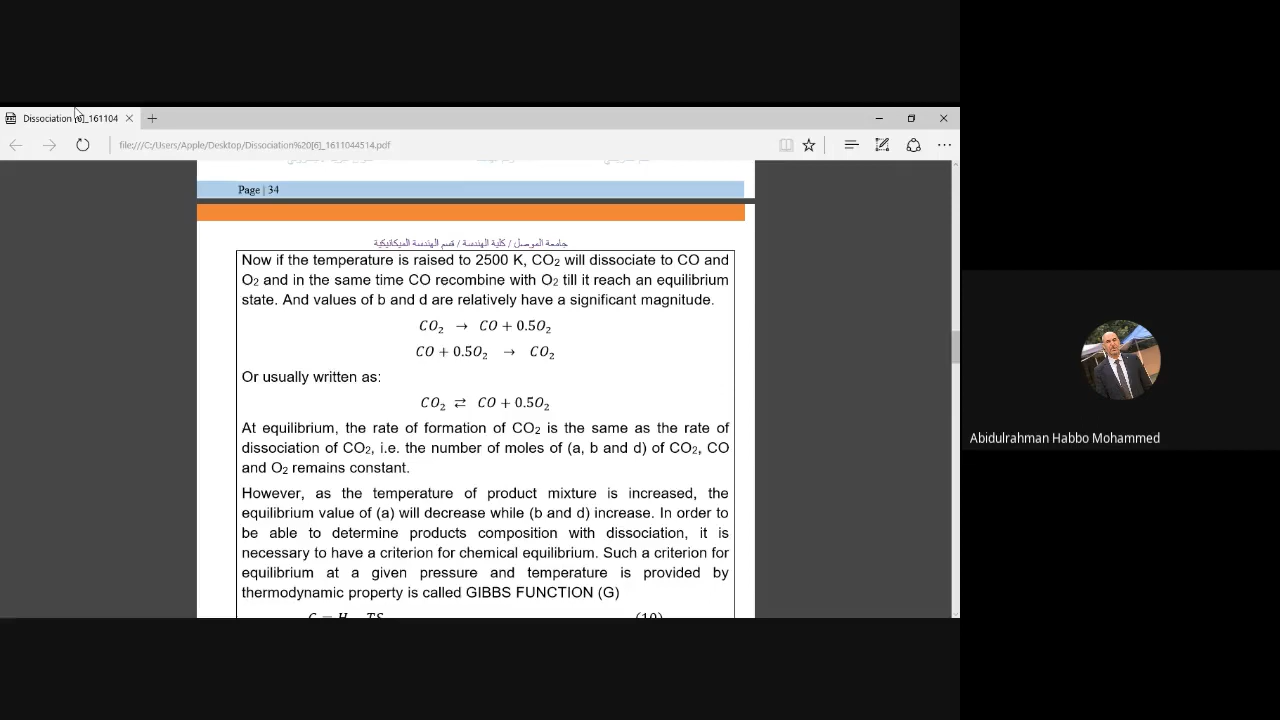 Dissociation [6]_161104
file:///C:/Users/Apple/Desktop/Dissociation%20[6]_1611044514.pdf
Page | 34
جامعة الموصل / كلية الهندسة / قسم الهندسة الميكانيكية
Now if the temperature is raised to 2500 K, CO2 will dissociate to CO and
O2 and in the same time CO recombine with O2 till it reach an equilibrium
state. And values of b and d are relatively have a significant magnitude.
CO₂ → CO + 0.5O₂
CO + 0.5O₂ → CO₂
Or usually written as:
CO₂ ⇄ CO + 0.5O₂
At equilibrium, the rate of formation of CO2 is the same as the rate of
dissociation of CO2, i.e. the number of moles of (a, b and d) of CO2, CO
and O2 remains constant.
However, as the temperature of product mixture is increased, the
equilibrium value of (a) will decrease while (b and d) increase. In order to
be able to determine products composition with dissociation, it is
necessary to have a criterion for chemical equilibrium. Such a criterion for
equilibrium at a given pressure and temperature is provided by
thermodynamic property is called GIBBS FUNCTION (G)
G = H TS (10)
Abidulrahman Habbo Mohammed